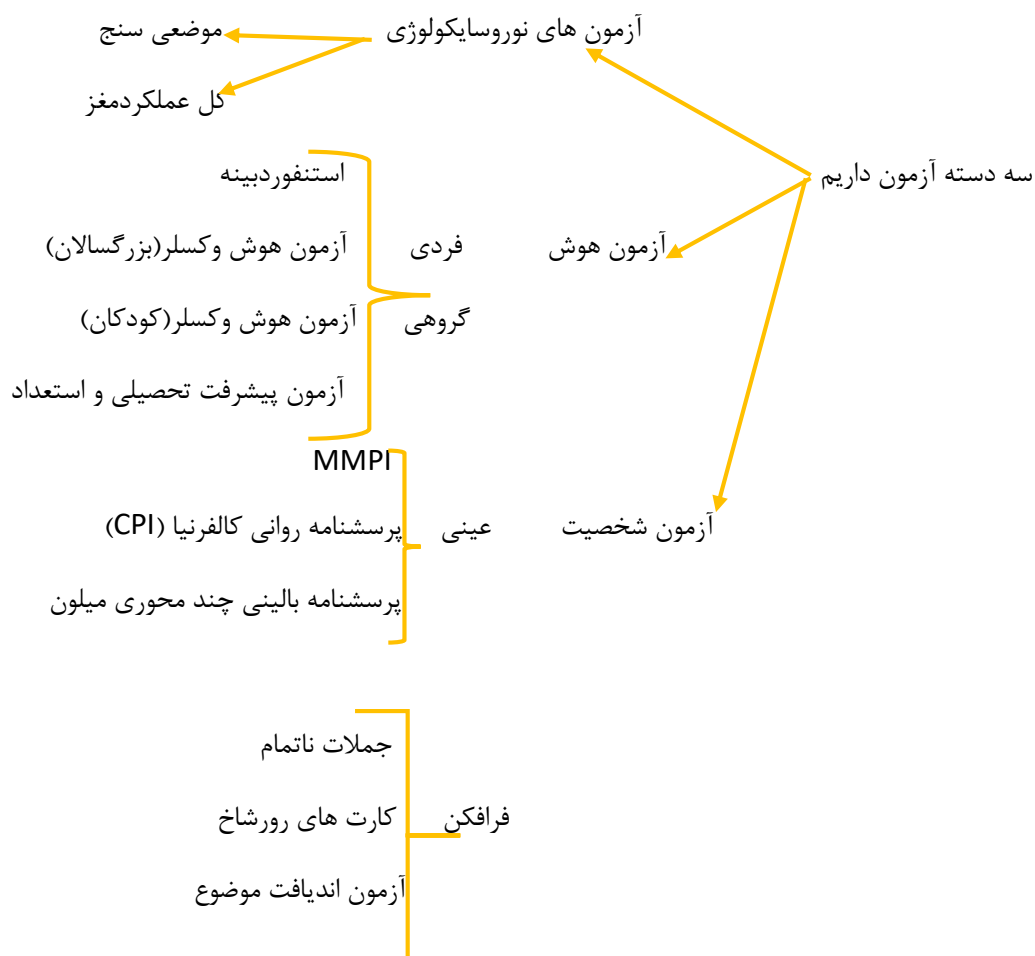 آزمون های نوروسایکولوژی
موضعی سنج
کل عملکردمغز
سه دسته آزمون داریم
استنفوردبینه
آزمون هوش
فردی
آزمون هوش وکسلر(بزرگسالان)
گروهی
آزمون هوش وکسلر(کودکان)
آزمون پیشرفت تحصیلی و استعداد
MMPI
آزمون شخصیت
عینی
پرسشنامه روانی کالفرنیا (CPI)
پرسشنامه بالینی چند محوری میلون
جملات ناتمام
فرافکن
کارت های رورشاخ
آزمون اندیافت موضوع